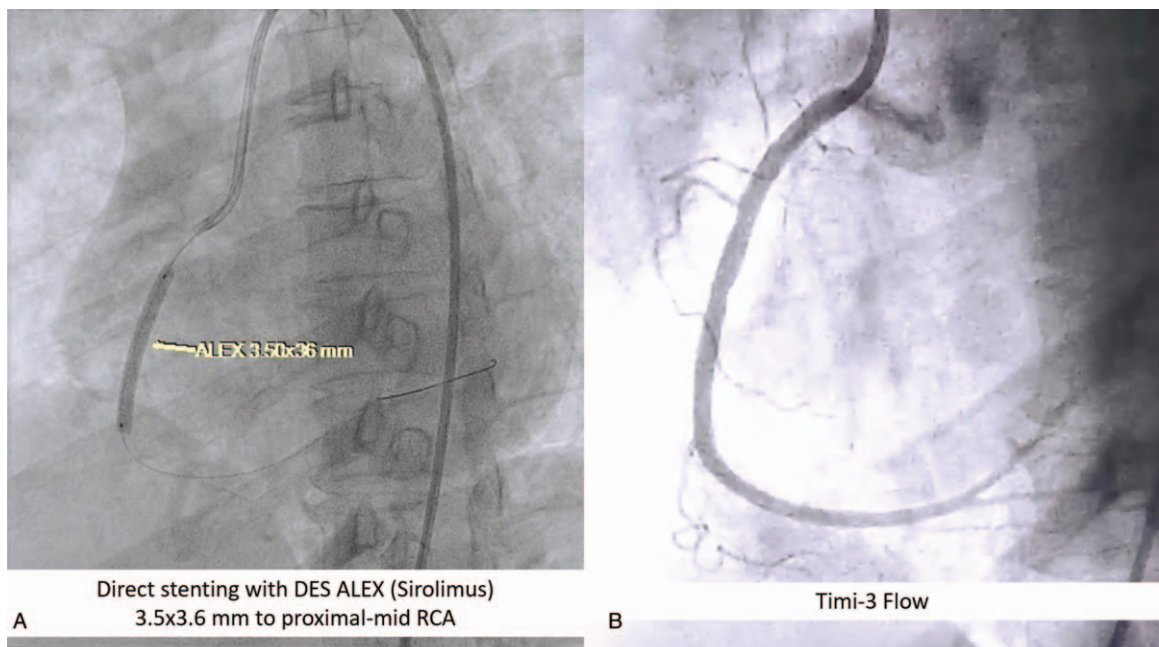 ALEX 3.50x36 mm
Direct stenting with DES ALEX (Sirolimus)
3.5x3.6 mm to proximal-mid RCA
A
Timi-3 Flow
B